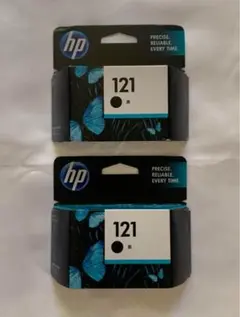 hp
PRECISE.
RELIABLE.
EVERY TIME.
121
黒
hp
PRECISE.
RELIABLE.
EVERY TIME.
121
黒